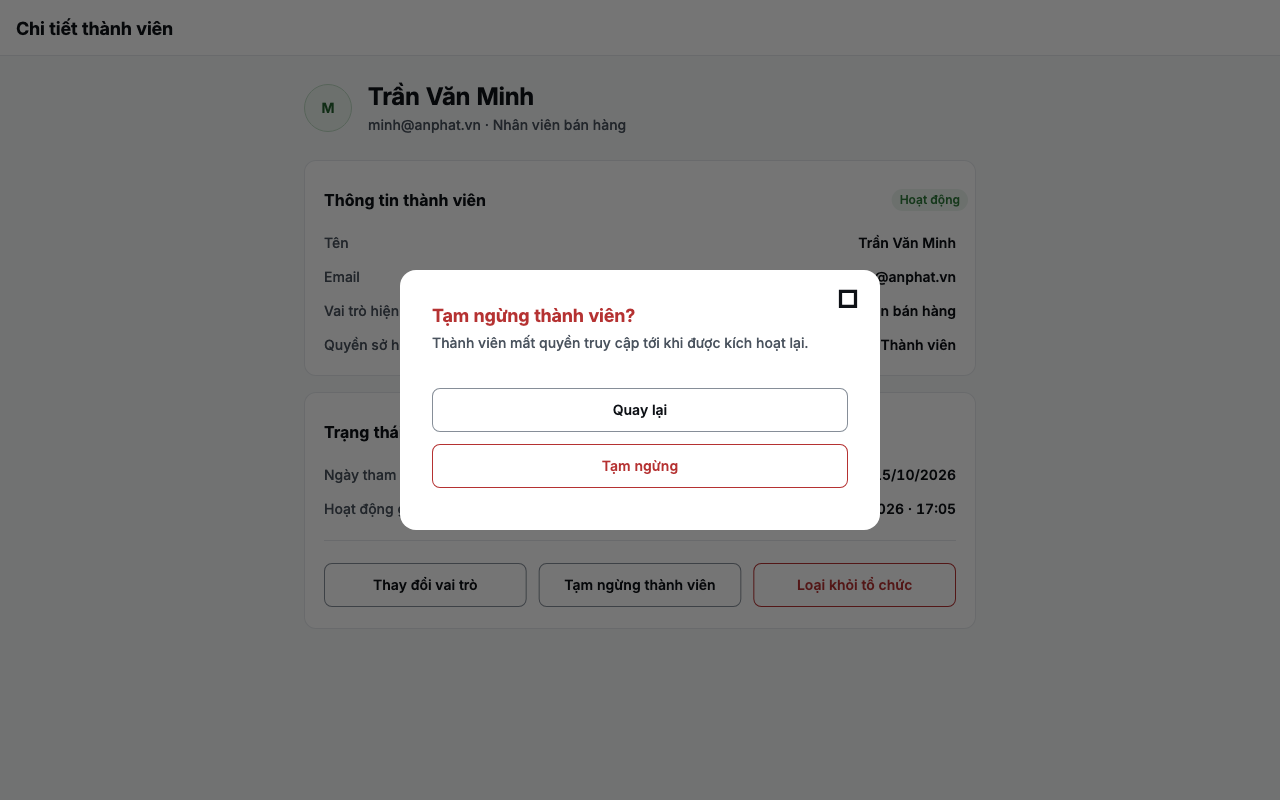 Chi tiết thành viên
M
Trần Văn Minh
minh@anphat.vn · Nhân viên bán hàng
Thông tin thành viên
Hoạt động
Tên
Trần Văn Minh
Email
@anphat.vn
Vai trò hiện
bán hàng
Quyền sở
Thành viên
Tạm ngừng thành viên?
Thành viên mất quyền truy cập tới khi được kích hoạt lại.
Quay lại
Tạm ngừng
Trạng
Ngày tham
5/10/2026
Hoạt động
026 · 17:05
Thay đổi vai trò
Tạm ngừng thành viên
Loại khỏi tổ chức